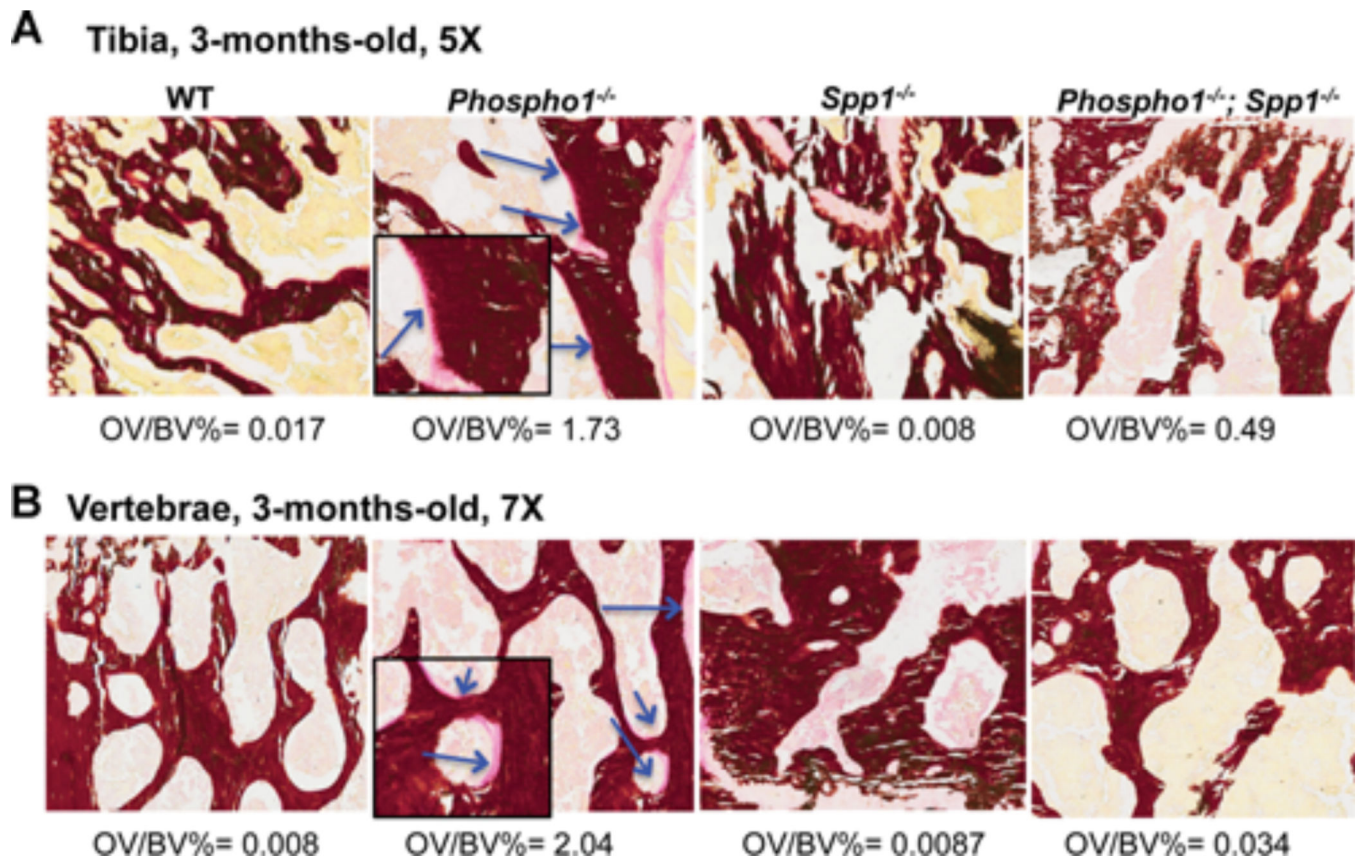 A Tibia, 3-months-old, 5X
WT Phospho1-/- Spp1-/- Phospho1-/-; Spp1-/-
OV/BV%= 0.017 OV/BV%= 1.73 OV/BV%= 0.008 OV/BV%= 0.49
B Vertebrae, 3-months-old, 7X
OV/BV%= 0.008 OV/BV%= 2.04 OV/BV%= 0.0087 OV/BV%= 0.034